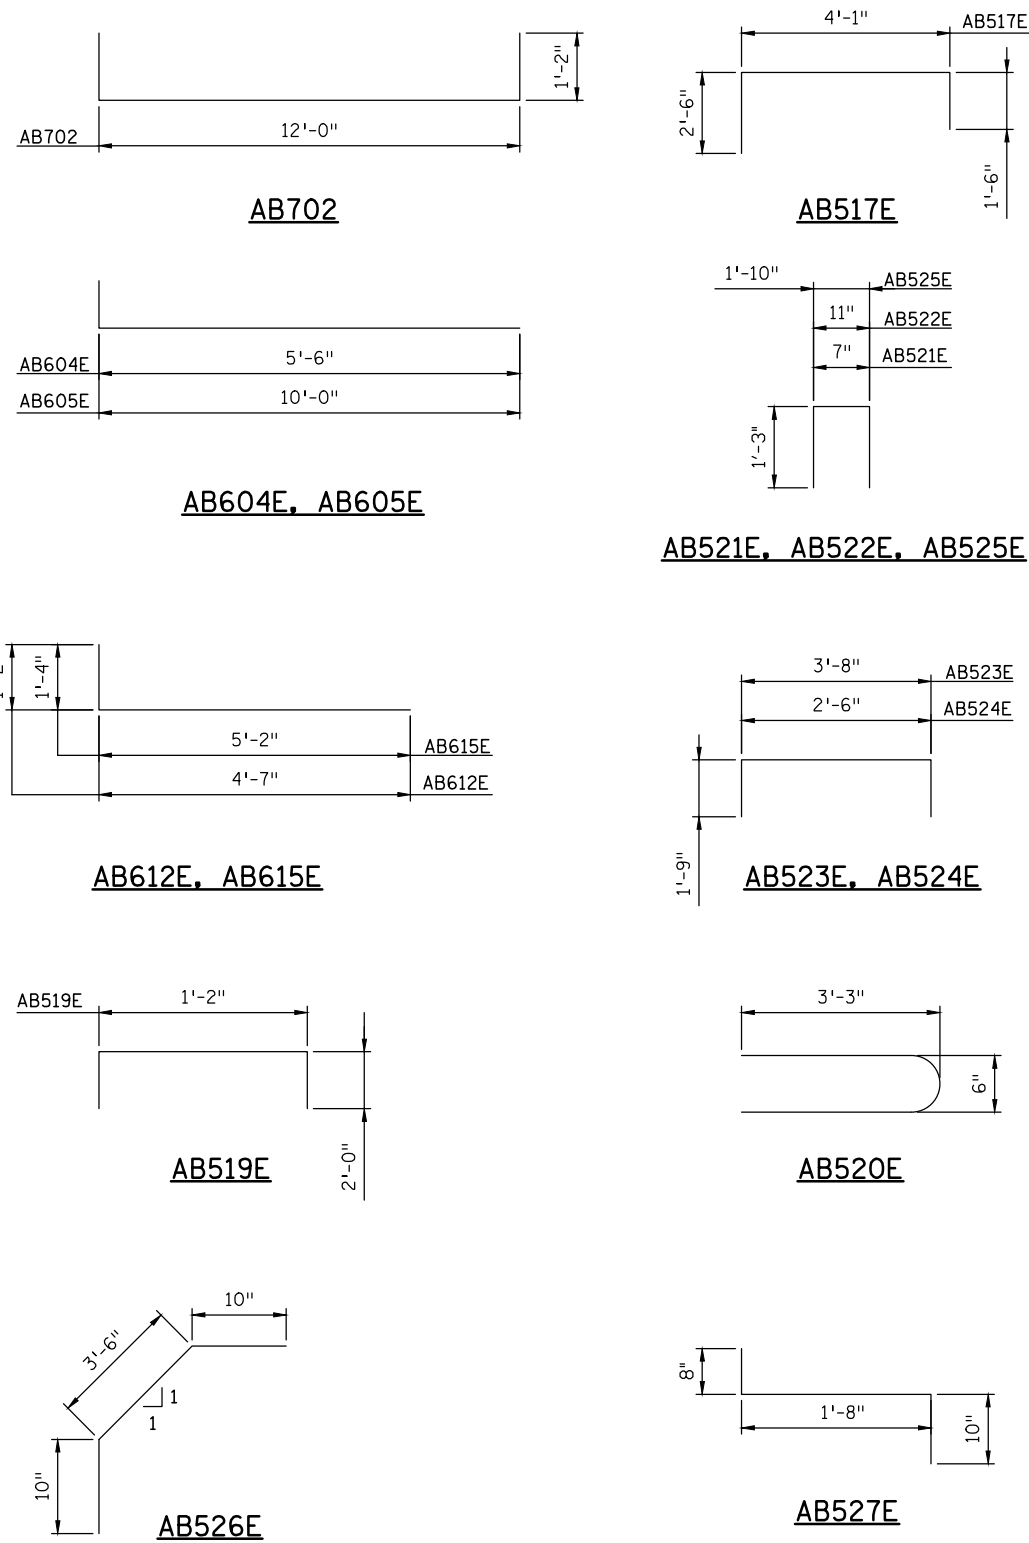 1'-2"
12'-0"
AB702
AB702
4'-1"
AB517E
2'-6"
1'-6"
AB517E
AB604E
5'-6"
AB605E
10'-0"
AB604E, AB605E
1'-10"
AB525E
11"
AB522E
7"
AB521E
1'-3"
AB521E, AB522E, AB525E
1'-4"
5'-2"
AB615E
4'-7"
AB612E
AB612E, AB615E
3'-8"
AB523E
2'-6"
AB524E
1'-9"
AB523E, AB524E
AB519E
1'-2"
2'-0"
AB519E
3'-3"
6"
AB520E
10"
3'-6"
1
1
10"
AB526E
8"
1'-8"
10"
AB527E